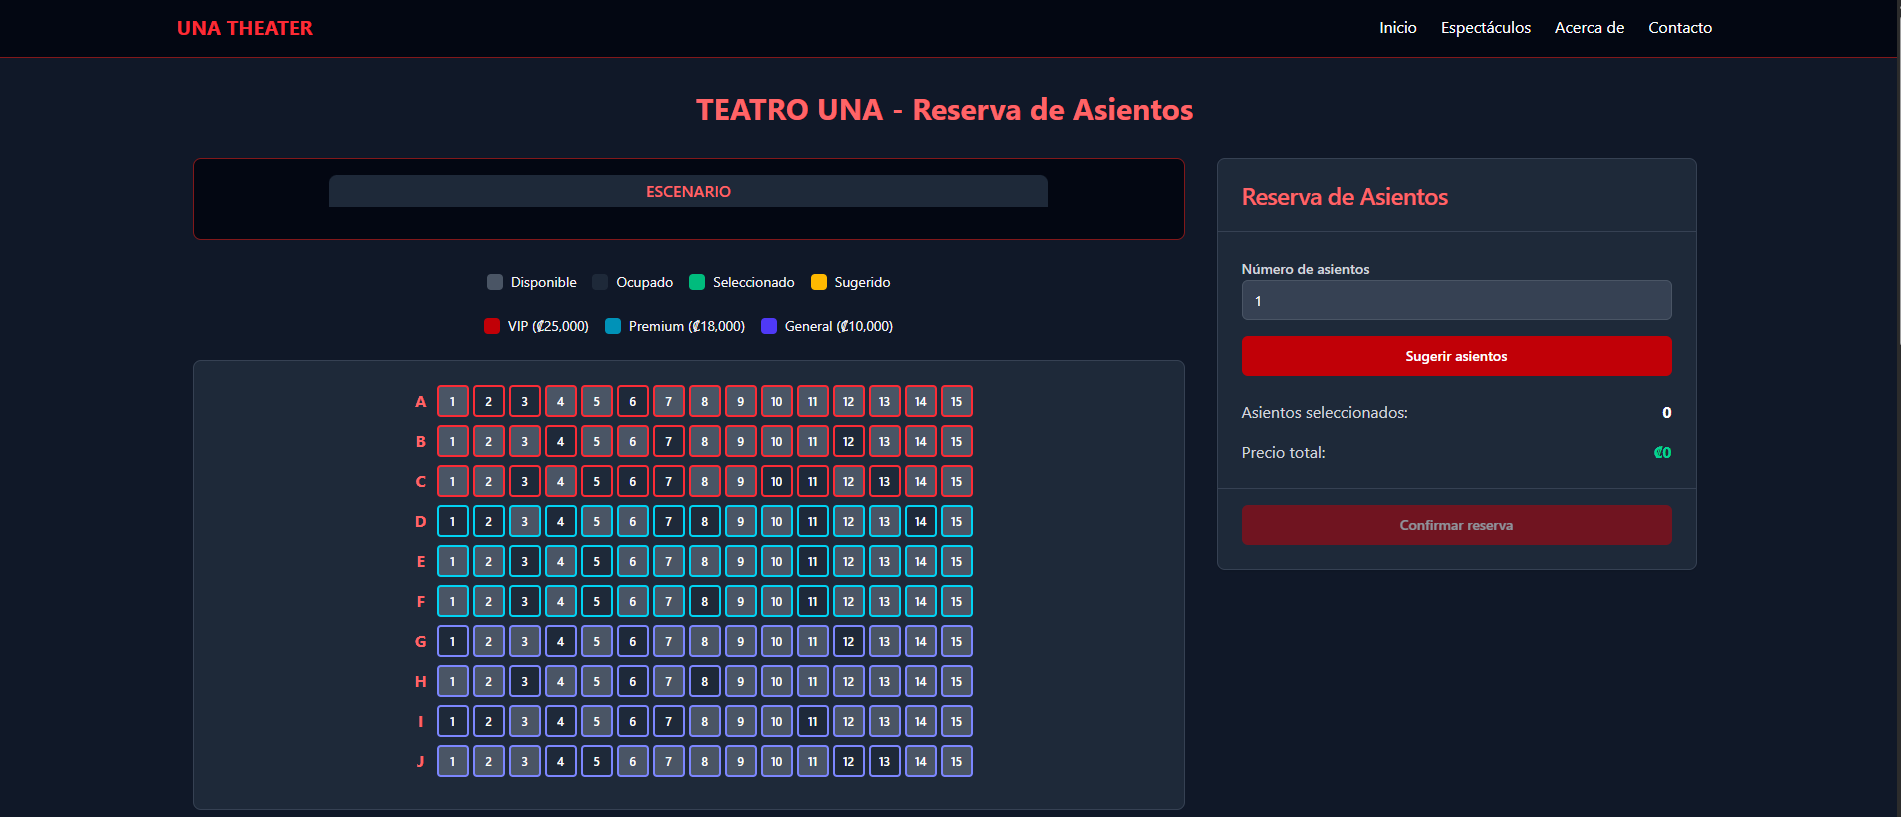 UNA THEATER
Inicio Espectáculos Acerca de Contacto
TEATRO UNA - Reserva de Asientos
ESCENARIO
Disponible Ocupado Seleccionado Sugerido
VIP (₡25,000) Premium (₡18,000) General (₡10,000)
A 1 2 3 4 5 6 7 8 9 10 11 12 13 14 15
B 1 2 3 4 5 6 7 8 9 10 11 12 13 14 15
C 1 2 3 4 5 6 7 8 9 10 11 12 13 14 15
D 1 2 3 4 5 6 7 8 9 10 11 12 13 14 15
E 1 2 3 4 5 6 7 8 9 10 11 12 13 14 15
F 1 2 3 4 5 6 7 8 9 10 11 12 13 14 15
G 1 2 3 4 5 6 7 8 9 10 11 12 13 14 15
H 1 2 3 4 5 6 7 8 9 10 11 12 13 14 15
I 1 2 3 4 5 6 7 8 9 10 11 12 13 14 15
J 1 2 3 4 5 6 7 8 9 10 11 12 13 14 15
Reserva de Asientos
Número de asientos
1
Sugerir asientos
Asientos seleccionados: 0
Precio total: ₡0
Confirmar reserva